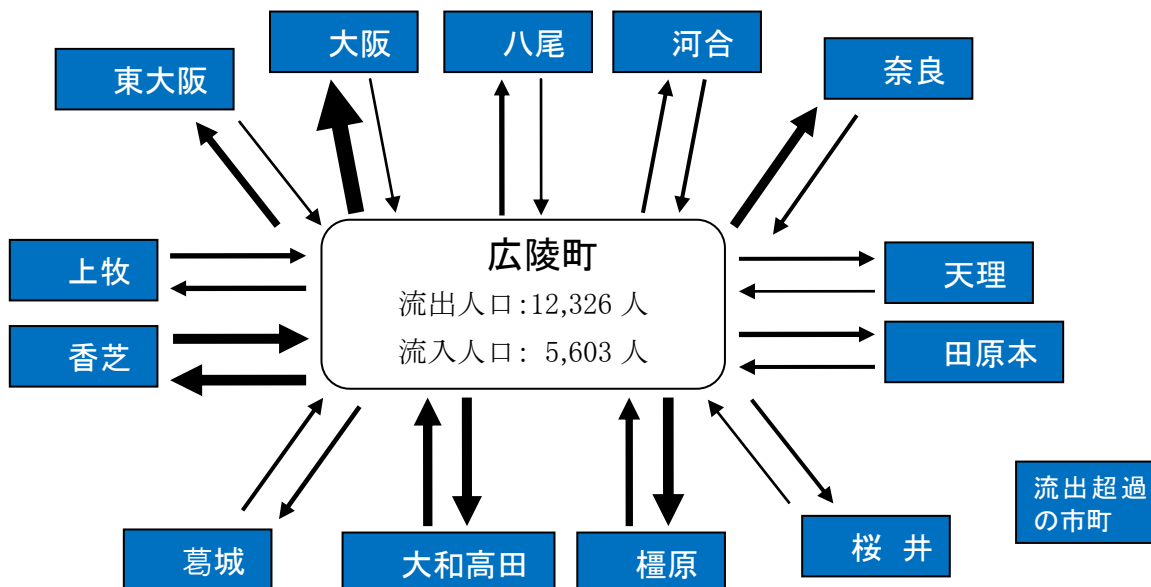 大阪
八尾
河合
奈良
東大阪
広陵町
流出人口:12,326 人
流入人口: 5,603 人
上牧
香芝
天理
田原本
葛城
大和高田
橿原
桜 井
流出超過
の市町